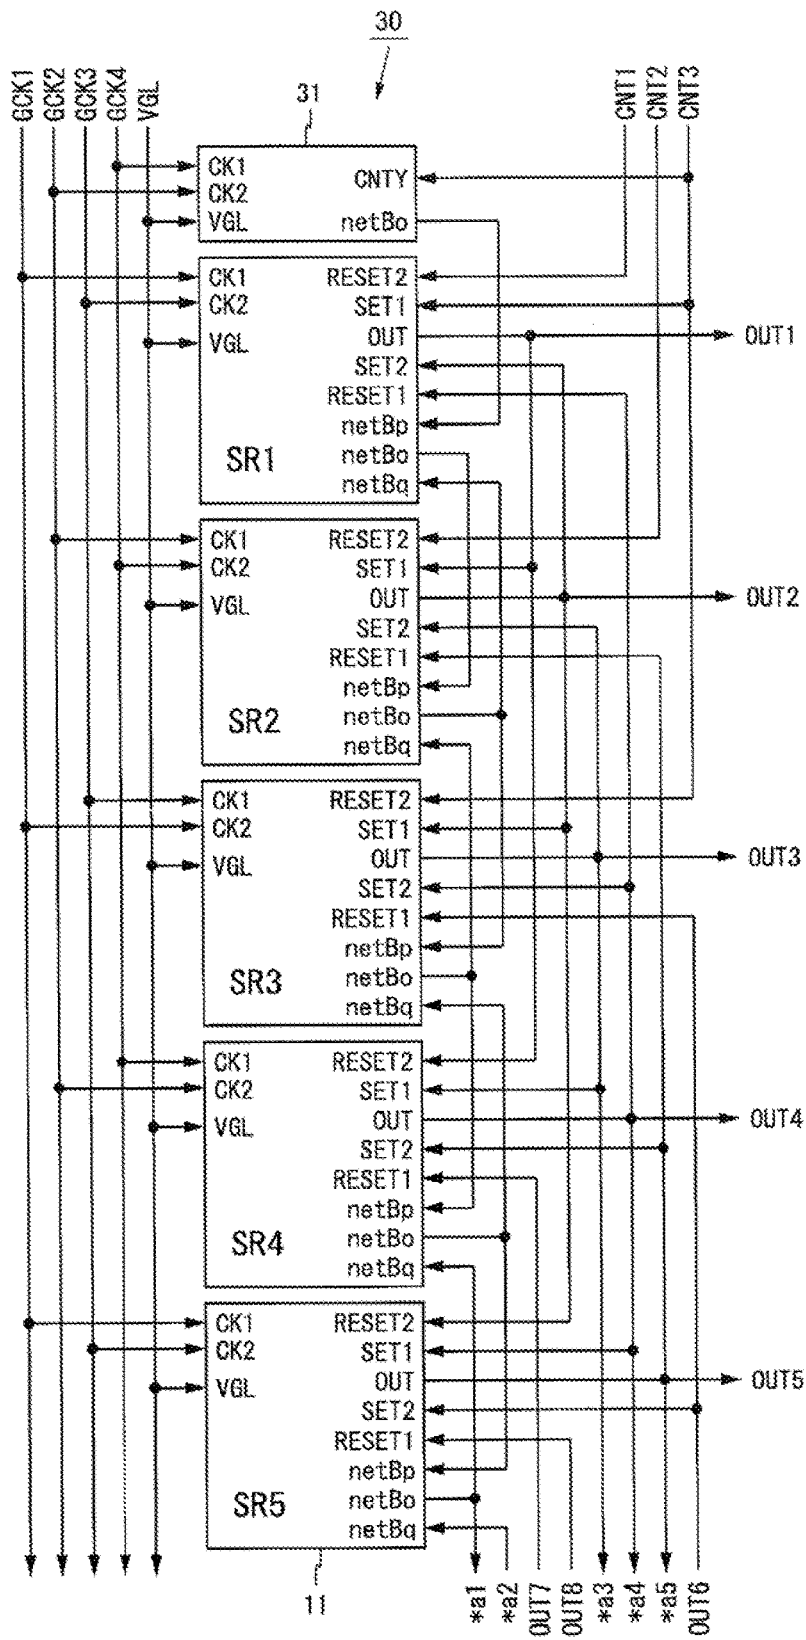 30
GCK1
GCK2
GCK3
GCK4
VGL
CNT1
CNT2
CNT3
31
CK1
CK2
VGL
CNTY
netBo
CK1
CK2
VGL
RESET2
SET1
OUT
SET2
RESET1
netBp
netBo
netBq
SR1
OUT1
CK1
CK2
VGL
RESET2
SET1
OUT
SET2
RESET1
netBp
netBo
netBq
SR2
OUT2
CK1
CK2
VGL
RESET2
SET1
OUT
SET2
RESET1
netBp
netBo
netBq
SR3
OUT3
CK1
CK2
VGL
RESET2
SET1
OUT
SET2
RESET1
netBp
netBo
netBq
SR4
OUT4
CK1
CK2
VGL
RESET2
SET1
OUT
SET2
RESET1
netBp
netBo
netBq
SR5
OUT5
11
*a1
*a2
OUT7
OUT8
*a3
*a4
*a5
OUT6